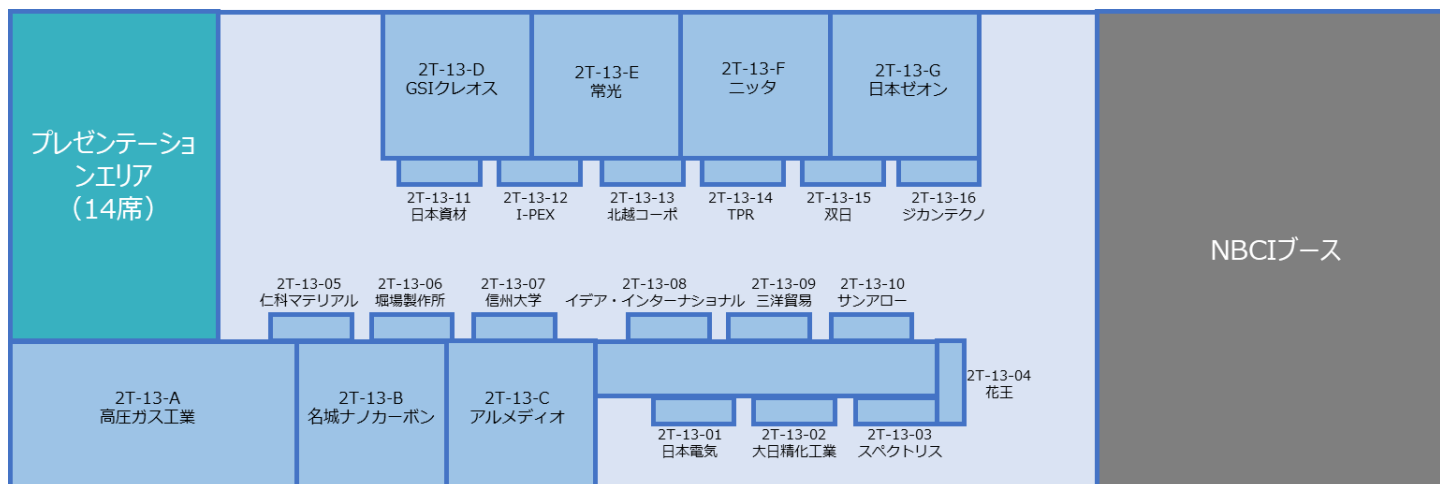 プレゼンテーショ
ンエリア
（14席）
2T-13-D
GSIクレオス
2T-13-E
常光
2T-13-F
ニッタ
2T-13-G
日本ゼオン
2T-13-11
日本資材
2T-13-12
I-PEX
2T-13-13
北越コーポ
2T-13-14
TPR
2T-13-15
双日
2T-13-16
ジカンテクノ
NBCIブース
2T-13-05
仁科マテリアル
2T-13-06
堀場製作所
2T-13-07
信州大学
2T-13-08
イデア・インターナショナル
2T-13-09
三洋貿易
2T-13-10
サンアロー
2T-13-A
高圧ガス工業
2T-13-B
名城ナノカーボン
2T-13-C
アルメディオ
2T-13-04
花王
2T-13-01
日本電気
2T-13-02
大日精化工業
2T-13-03
スペクトリス